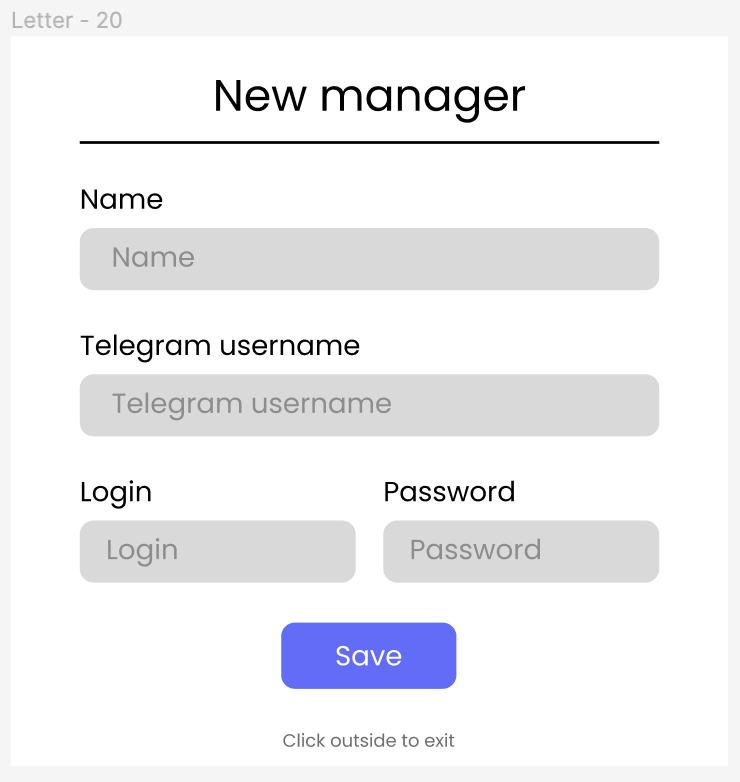 Letter - 20
New manager
Name
Name
Telegram username
Telegram username
Login Password
Login Password
Save
Click outside to exit